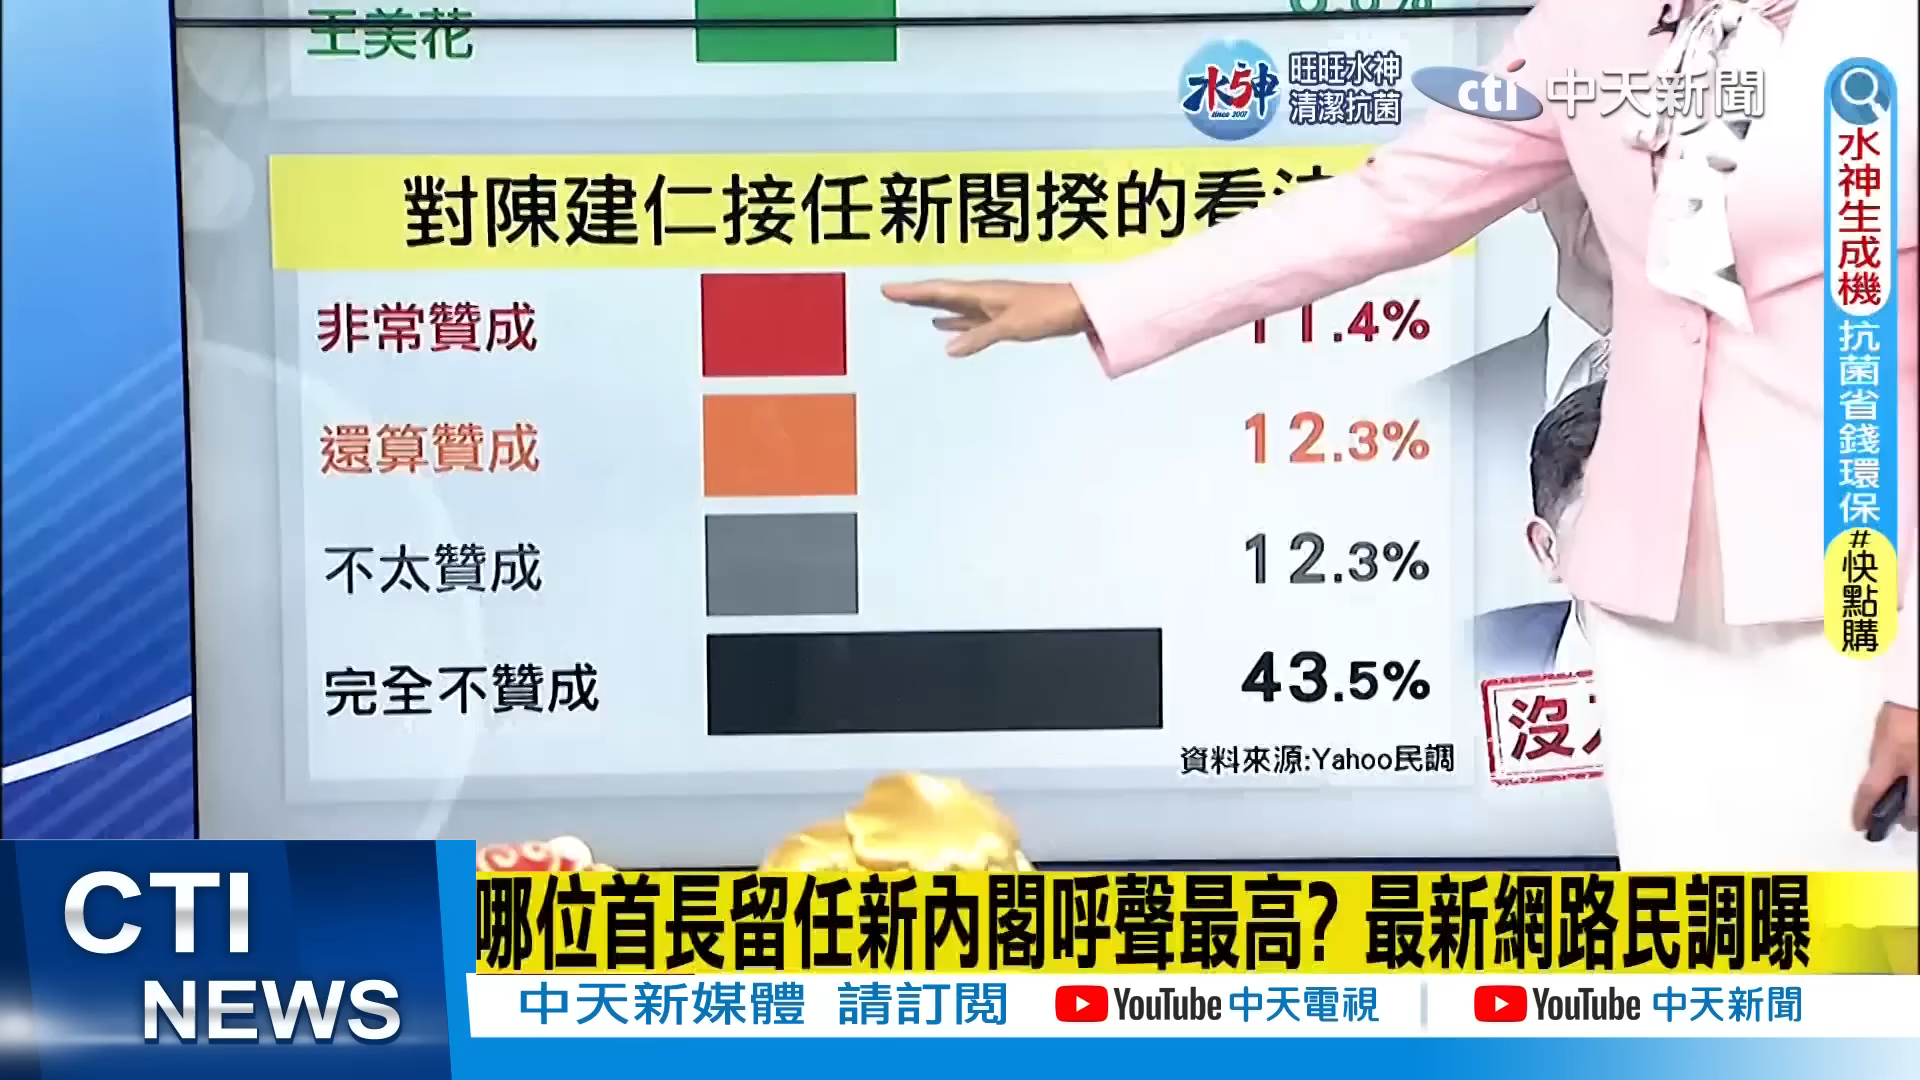 王美花
水神
since 2007
旺旺水神
清潔抗菌
cti 中天新聞
對陳建仁接任新閣揆的看
非常贊成 11.4%
還算贊成 12.3%
不太贊成 12.3%
完全不贊成 43.5%
資料來源:Yahoo民調
沒
水神生成機
抗菌省錢環保
#快點購
CTI
NEWS
哪位首長留任新內閣呼聲最高? 最新網路民調曝
中天新媒體 請訂閱 YouTube 中天電視 | YouTube 中天新聞